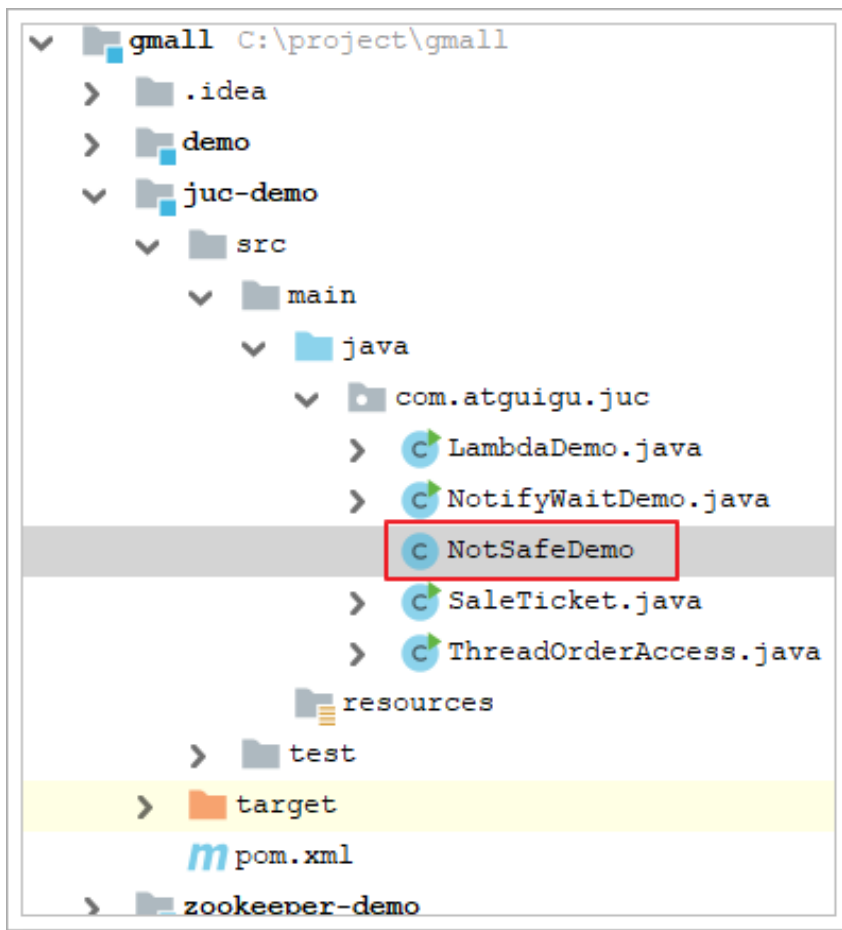 gmall C:\project\gmall
.idea
demo
juc-demo
src
main
java
com.atguigu.juc
C LambdaDemo.java
C NotifyWaitDemo.java
C NotSafeDemo
C SaleTicket.java
C ThreadOrderAccess.java
resources
test
target
m pom.xml
zookeeper-demo